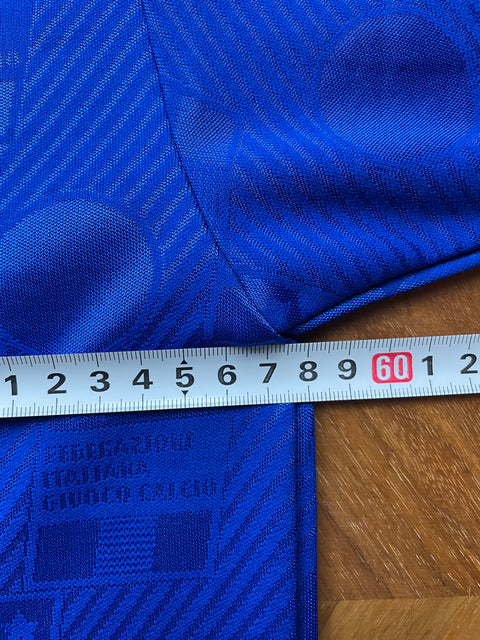 1 2 3 4 5 6 7 8 9 60 1 2
FEDERAZIONE
ITALIANA
GIUOCO CALCIO